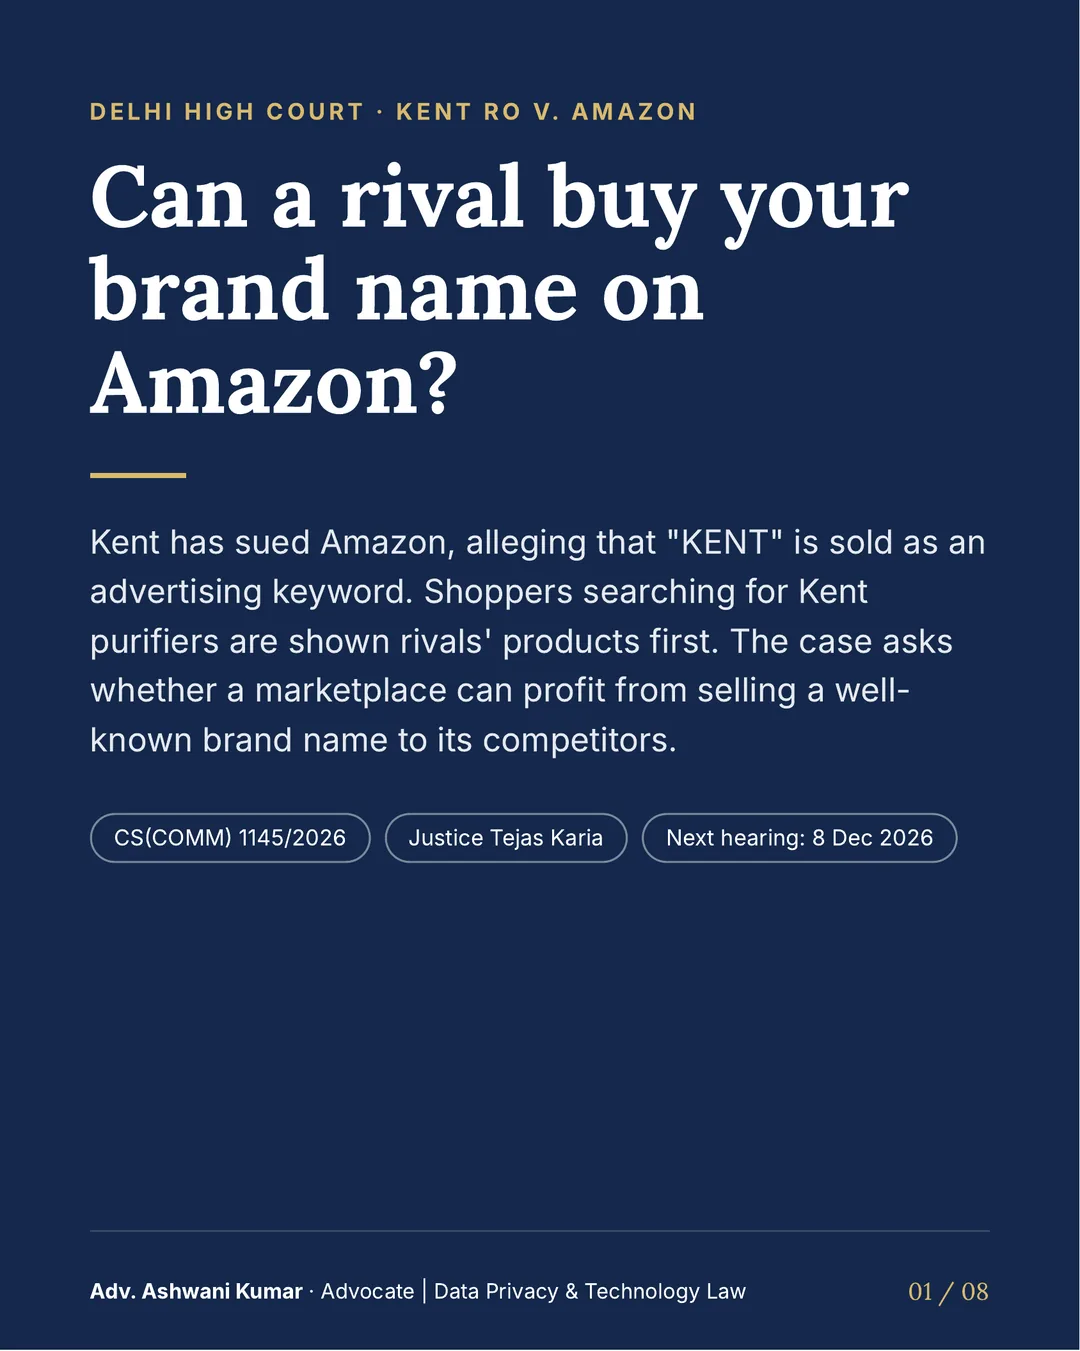 DELHI HIGH COURT · KENT RO V. AMAZON
Can a rival buy your
brand name on
Amazon?
Kent has sued Amazon, alleging that "KENT" is sold as an
advertising keyword. Shoppers searching for Kent
purifiers are shown rivals' products first. The case asks
whether a marketplace can profit from selling a well-
known brand name to its competitors.
CS(COMM) 1145/2026 Justice Tejas Karia Next hearing: 8 Dec 2026
Adv. Ashwani Kumar · Advocate | Data Privacy & Technology Law 01 / 08